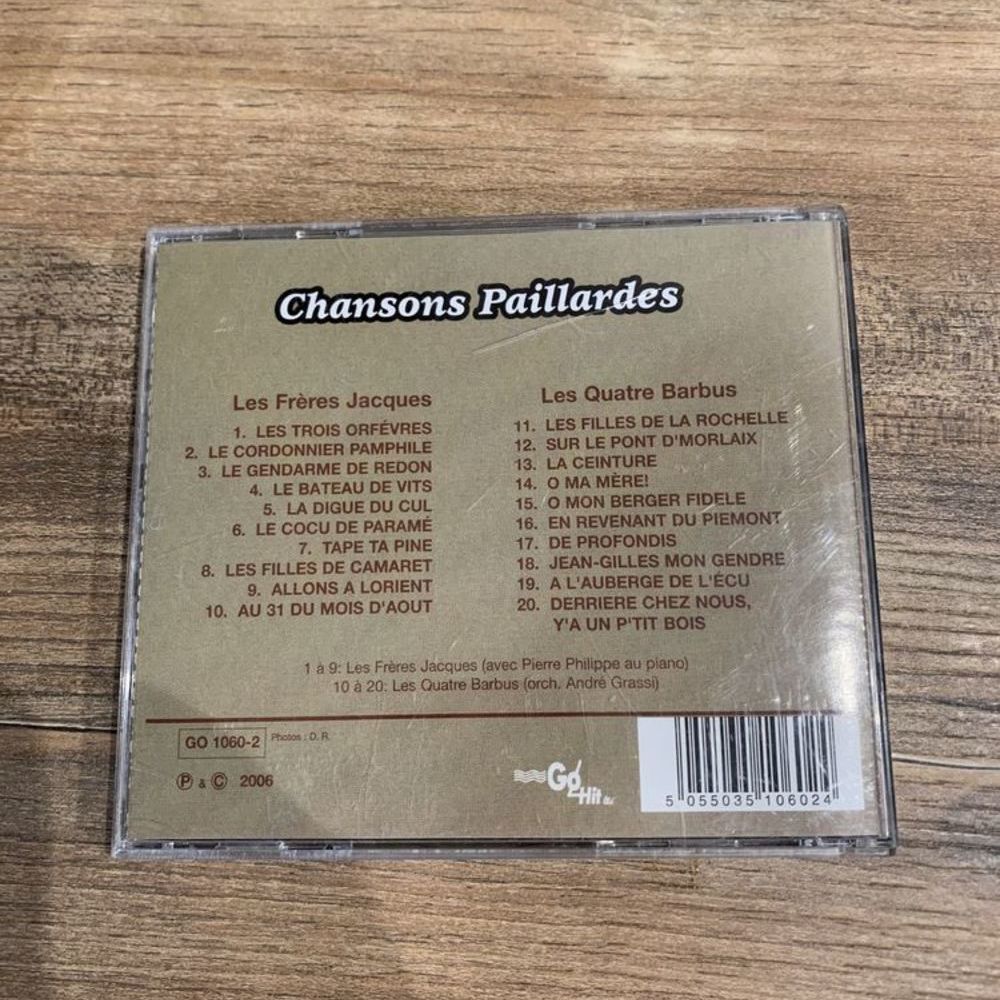 Chansons Paillardes
Les Frères Jacques
1. LES TROIS ORFÉVRES
2. LE CORDONNIER PAMPHILE
3. LE GENDARME DE REDON
4. LE BATEAU DE VITS
5. LA DIGUE DU CUL
6. LE COCU DE PARAMÉ
7. TAPE TA PINE
8. LES FILLES DE CAMARET
9. ALLONS A LORIENT
10. AU 31 DU MOIS D'AOUT
Les Quatre Barbus
11. LES FILLES DE LA ROCHELLE
12. SUR LE PONT D'MORLAIX
13. LA CEINTURE
14. O MA MÈRE!
15. O MON BERGER FIDELE
16. EN REVENANT DU PIEMONT
17. DE PROFONDIS
18. JEAN-GILLES MON GENDRE
19. A L'AUBERGE DE L'ÉCU
20. DERRIERE CHEZ NOUS,
Y'A UN P'TIT BOIS
1 à 9: Les Frères Jacques (avec Pierre Philippe au piano)
10 à 20: Les Quatre Barbus (orch. André Grassi)
GO 1060-2 Photos : D. R.
℗ & © 2006
Go Hit
5 055035 106024